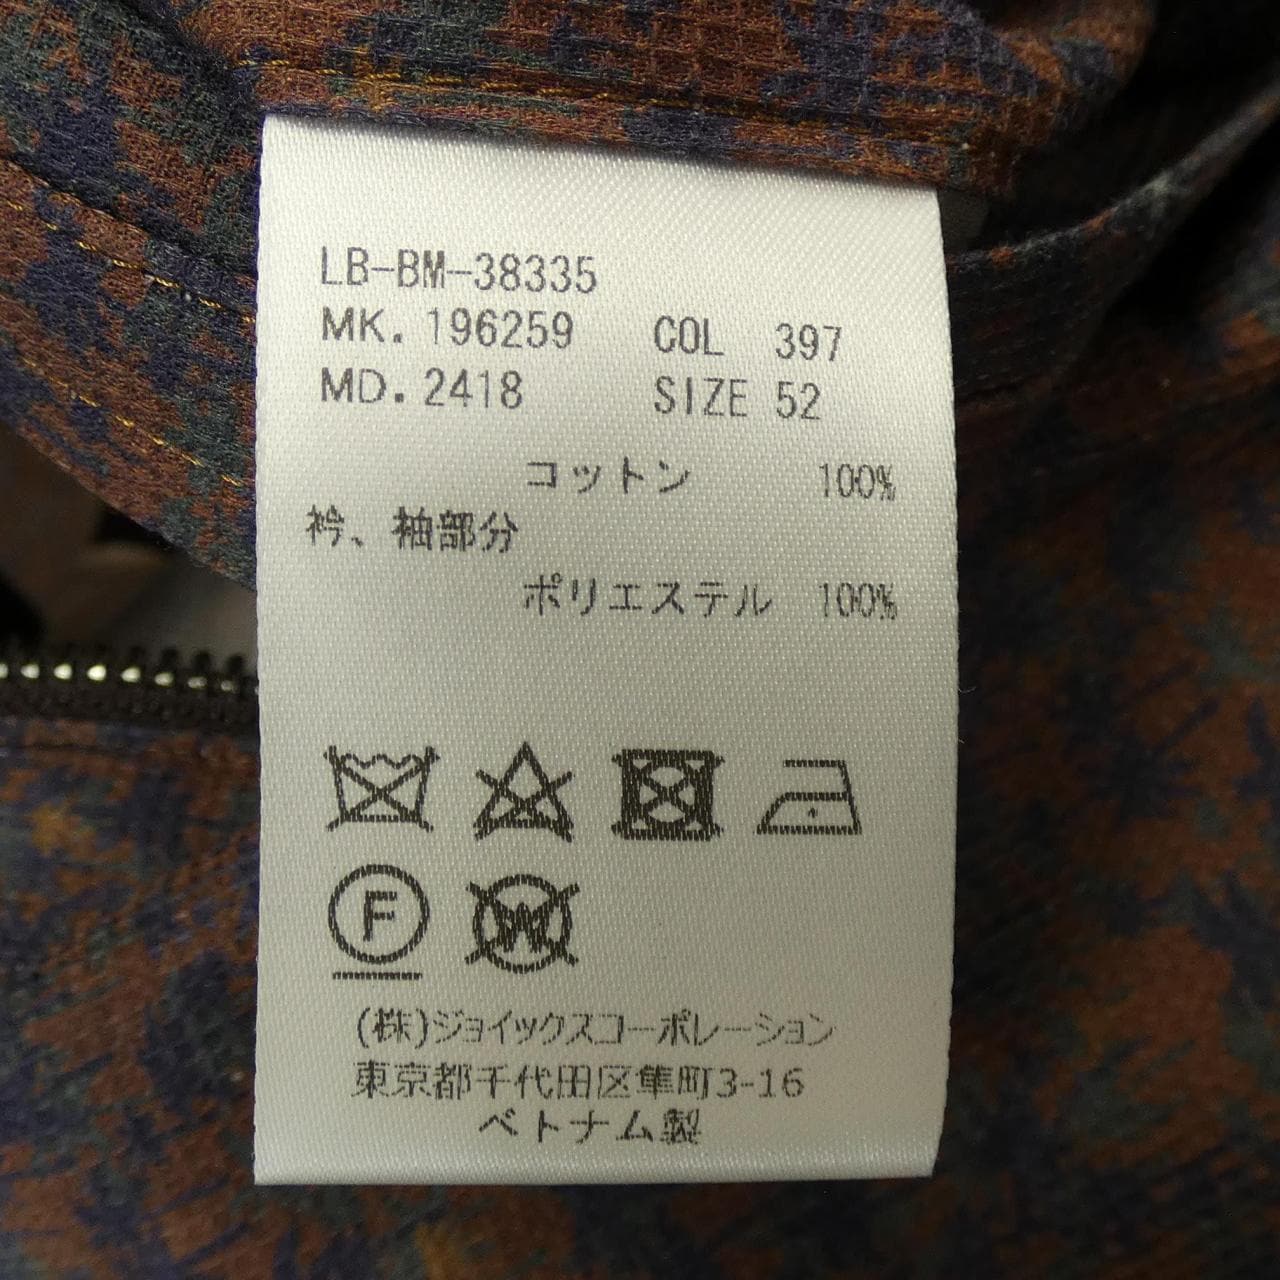 LB-BM-38335
MK. 196259 COL 397
MD. 2418 SIZE 52
コットン 100%
衿、袖部分
ポリエステル 100%
F W
(株)ジョイックスコーポレーション
東京都千代田区隼町3-16
ベトナム製